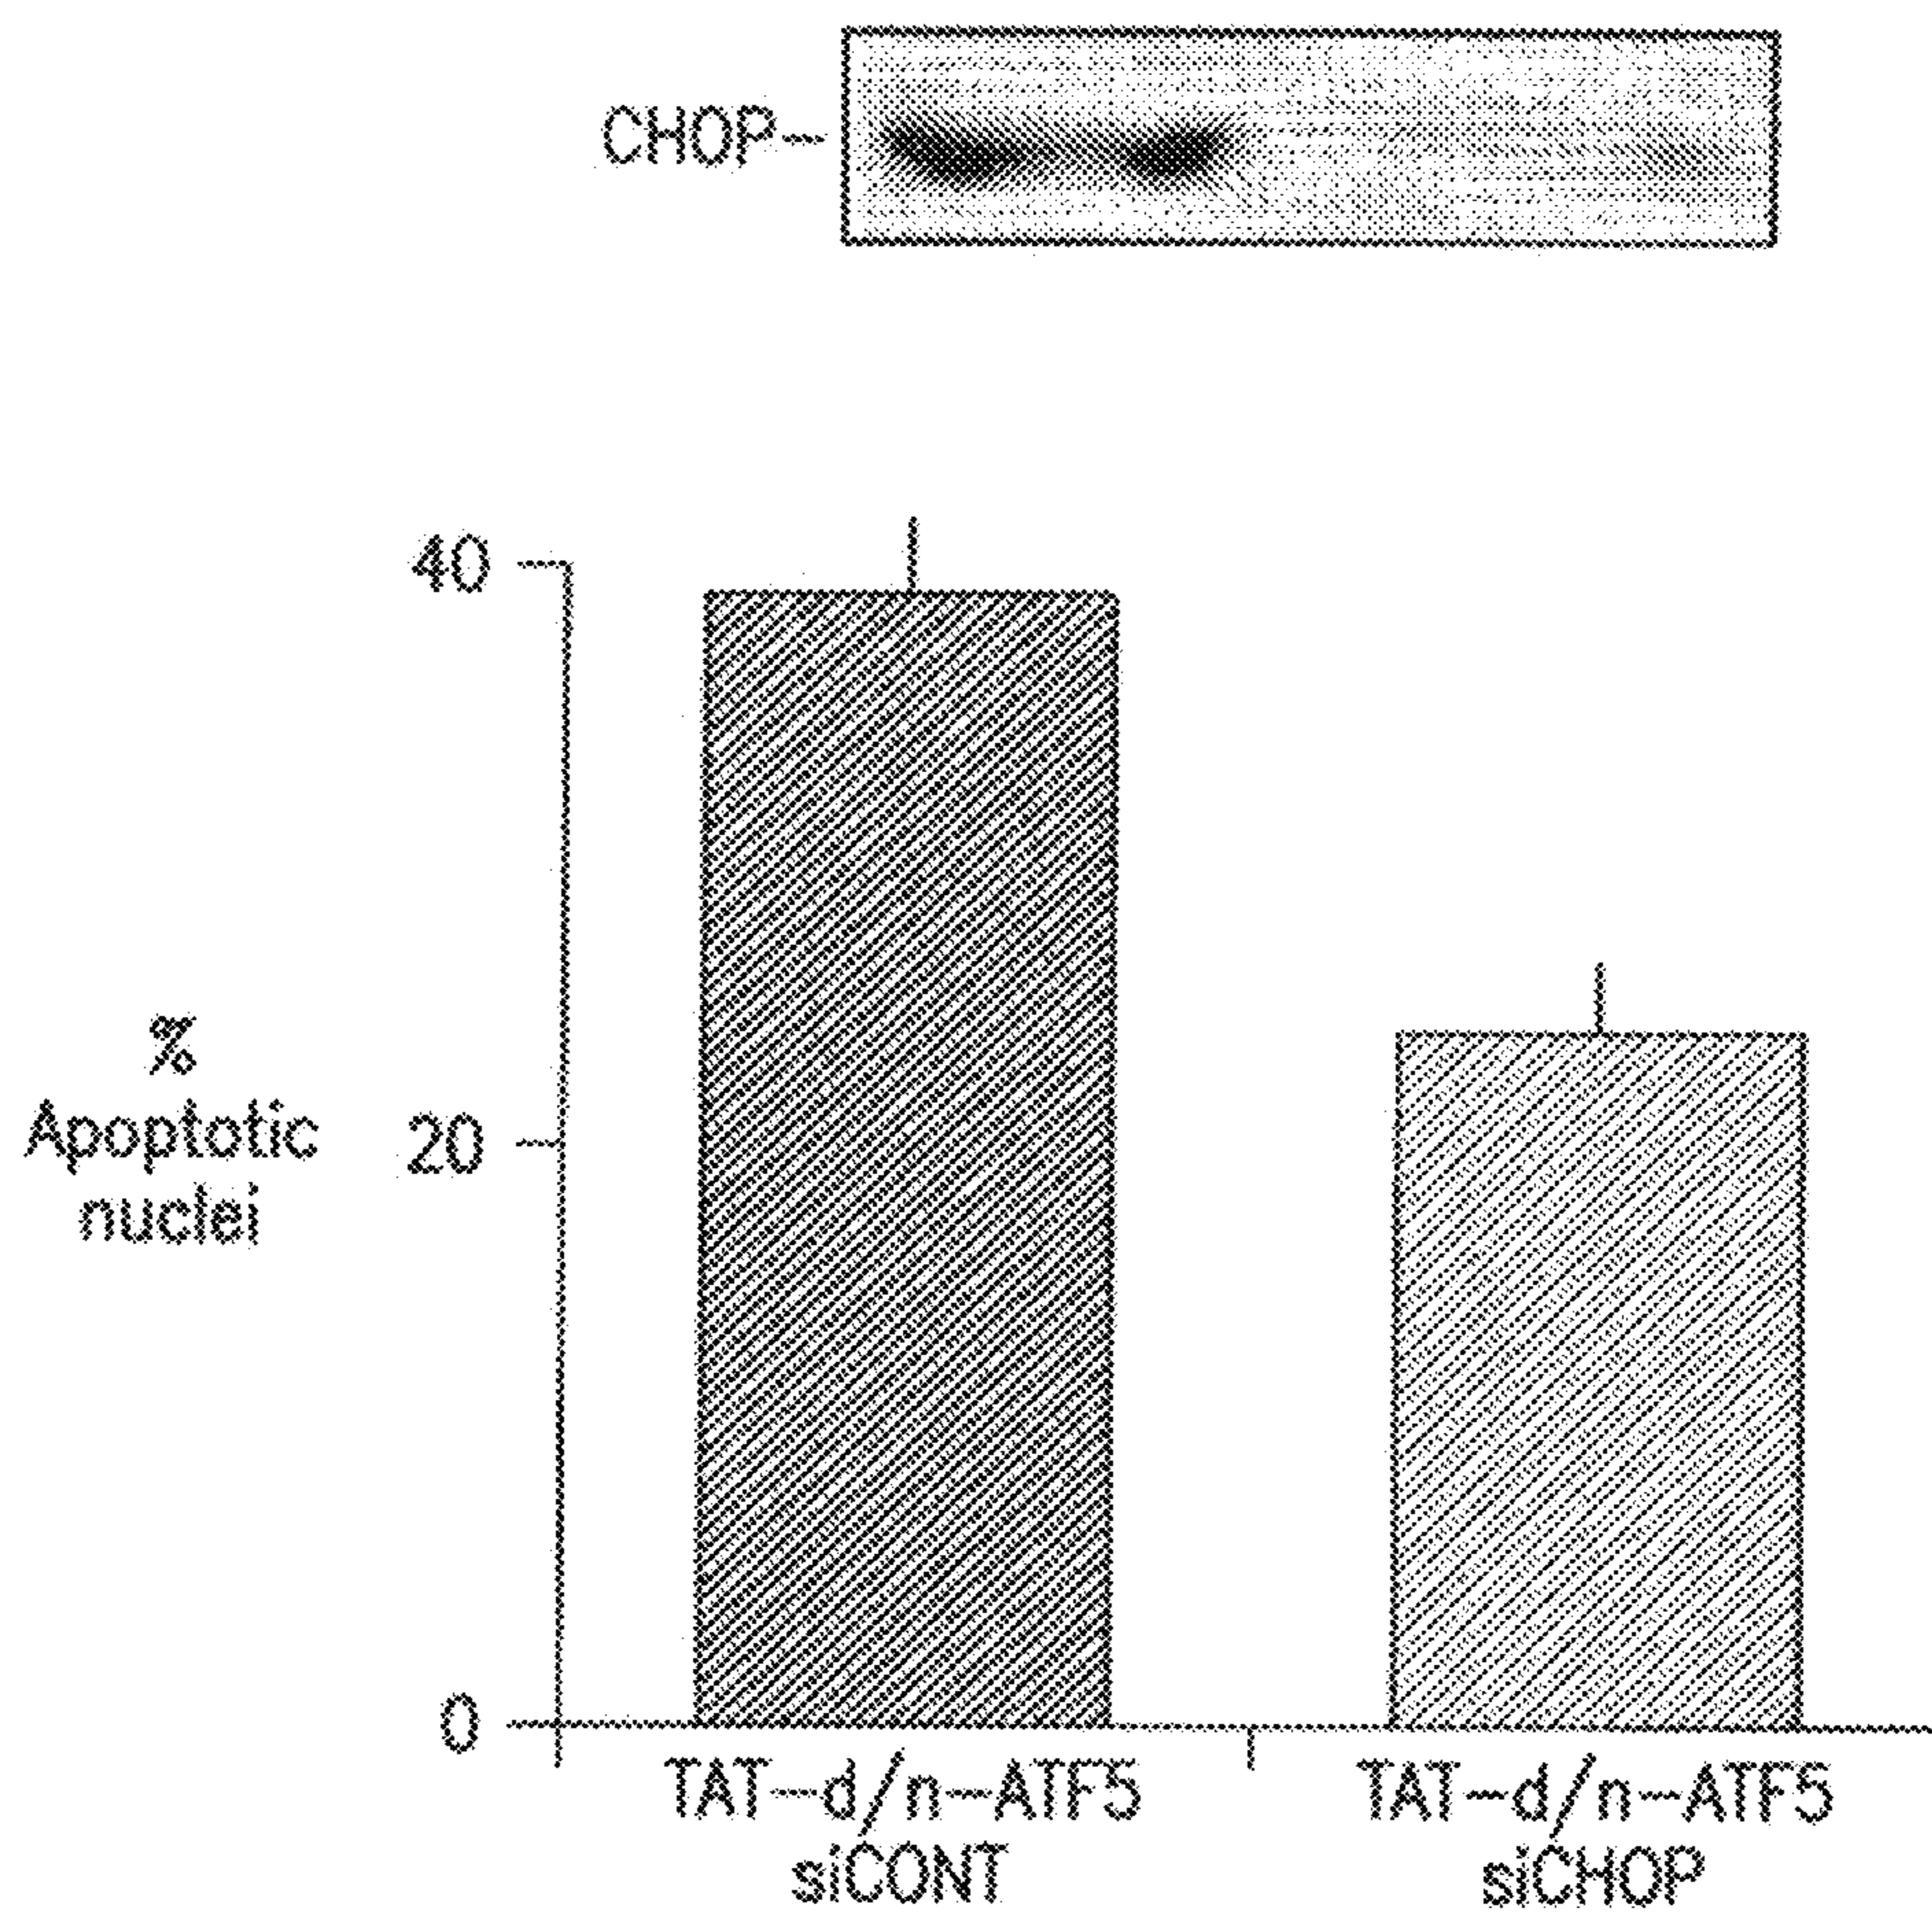 CHOP-
40
20
0
%
Apoptotic
nuclei
TAT-d/n-ATF5
siCONT
TAT-d/n-ATF5
siCHOP